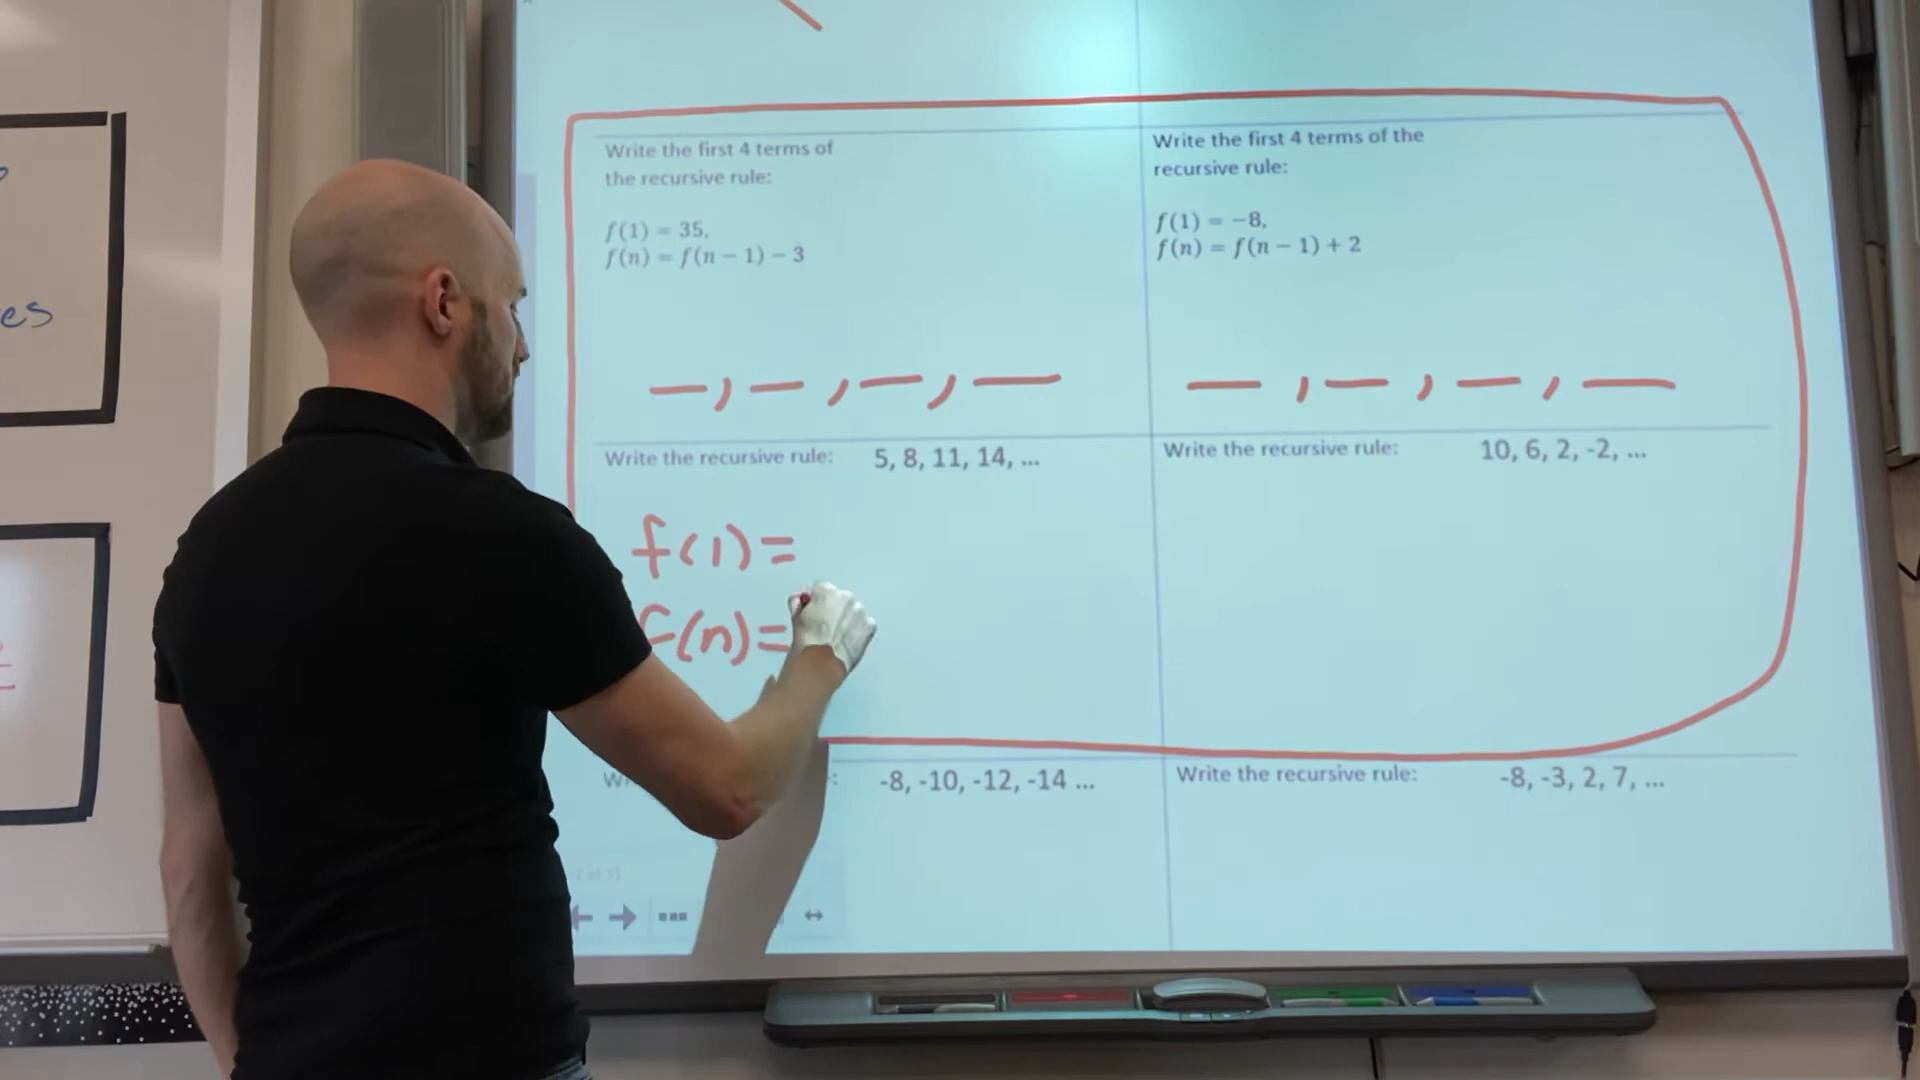 es
Write the first 4 terms of
the recursive rule:
f(1) = 35,
f(n) = f(n − 1) − 3
—, —, —, —
Write the first 4 terms of the
recursive rule:
f(1) = −8,
f(n) = f(n − 1) + 2
—, —, —, —
Write the recursive rule: 5, 8, 11, 14, ...
f(1)=
f(n)=
Write the recursive rule: 10, 6, 2, -2, ...
-8, -10, -12, -14 ...
Write the recursive rule: -8, -3, 2, 7, ...